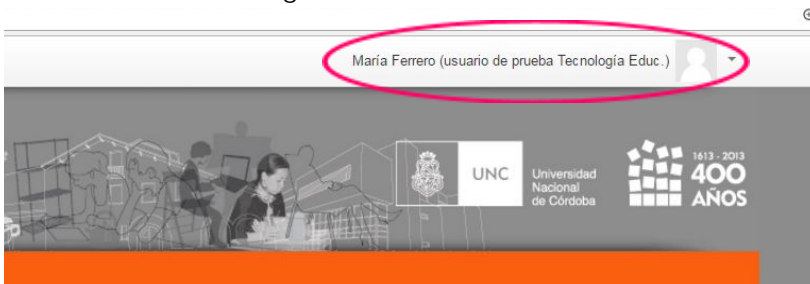 María Ferrero (usuario de prueba Tecnología Educ.)
UNC
Universidad
Nacional
de Córdoba
1613 - 2013
400
AÑOS